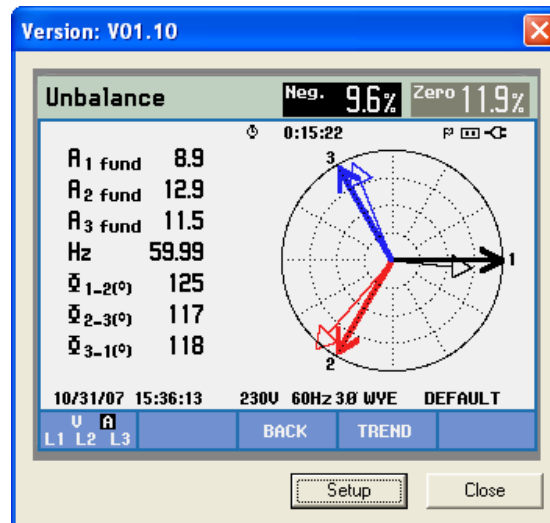 Version: V01.10
Unbalance Neg. 9.6% Zero 11.9%
0:15:22
A1 fund 8.9
A2 fund 12.9
A3 fund 11.5
Hz 59.99
Φ1-2(º) 125
Φ2-3(º) 117
Φ3-1(º) 118
3
1
2
10/31/07 15:36:13 230V 60Hz 3Ø WYE DEFAULT
V A
L1 L2 L3 BACK TREND
Setup Close